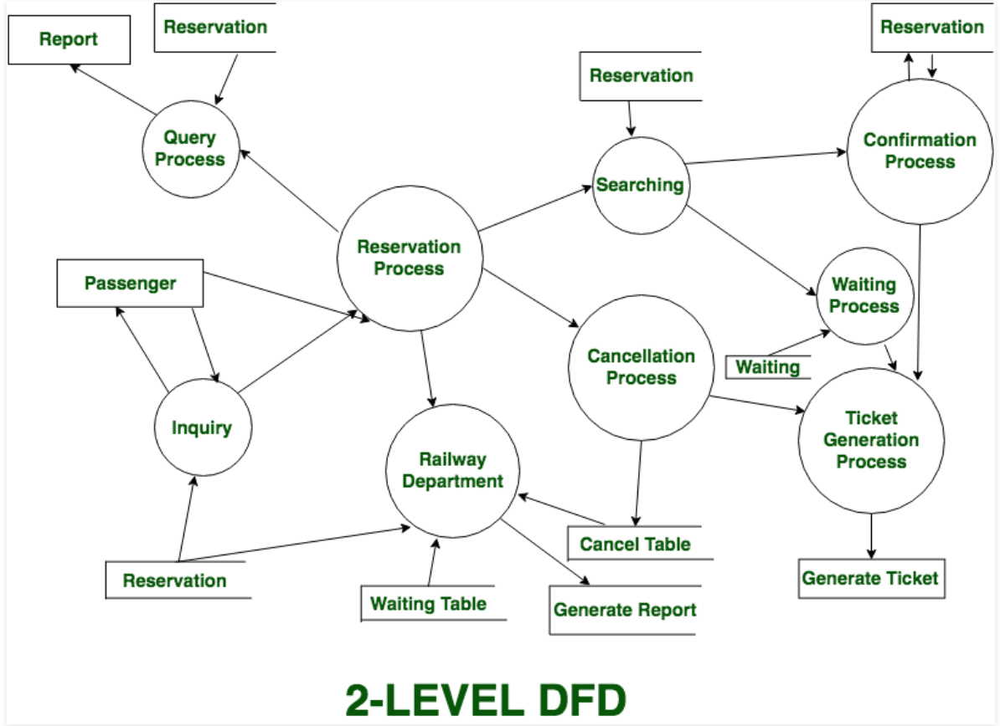 Report
Reservation
Reservation
Reservation
Query
Process
Confirmation
Process
Searching
Reservation
Process
Passenger
Waiting
Process
Cancellation
Process
Waiting
Inquiry
Ticket
Generation
Process
Railway
Department
Cancel Table
Reservation
Waiting Table
Generate Report
Generate Ticket
2-LEVEL DFD